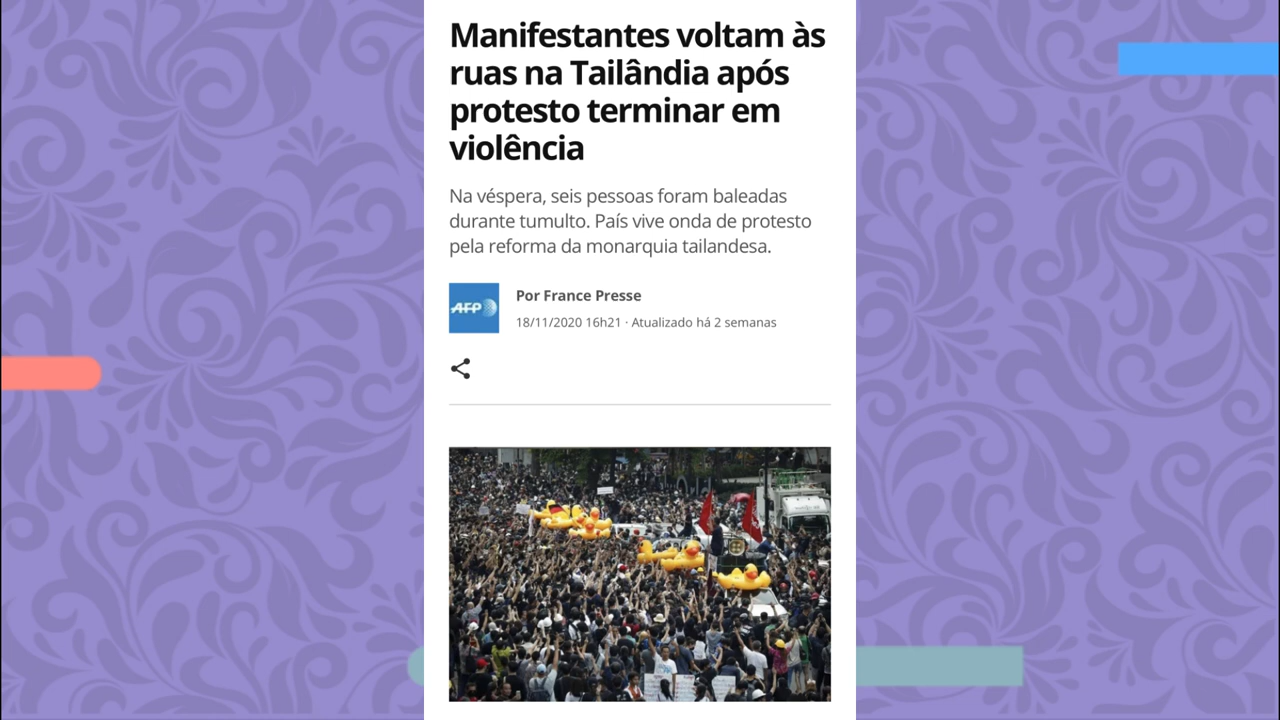 Manifestantes voltam às
ruas na Tailândia após
protesto terminar em
violência
Na véspera, seis pessoas foram baleadas
durante tumulto. País vive onda de protesto
pela reforma da monarquia tailandesa.
AFP
Por France Presse
18/11/2020 16h21 · Atualizado há 2 semanas